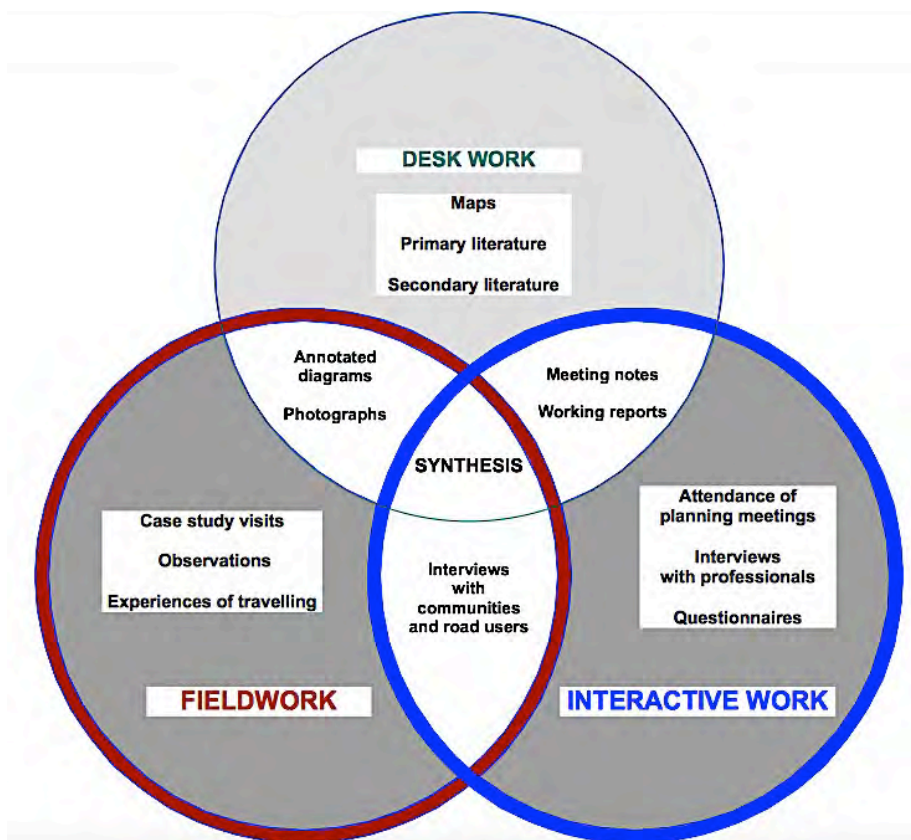 DESK WORK
Maps
Primary literature
Secondary literature
Annotated
diagrams
Photographs
Meeting notes
Working reports
SYNTHESIS
Case study visits
Observations
Experiences of travelling
Interviews
with
communities
and road users
Attendance of
planning meetings
Interviews
with professionals
Questionnaires
FIELDWORK
INTERACTIVE WORK